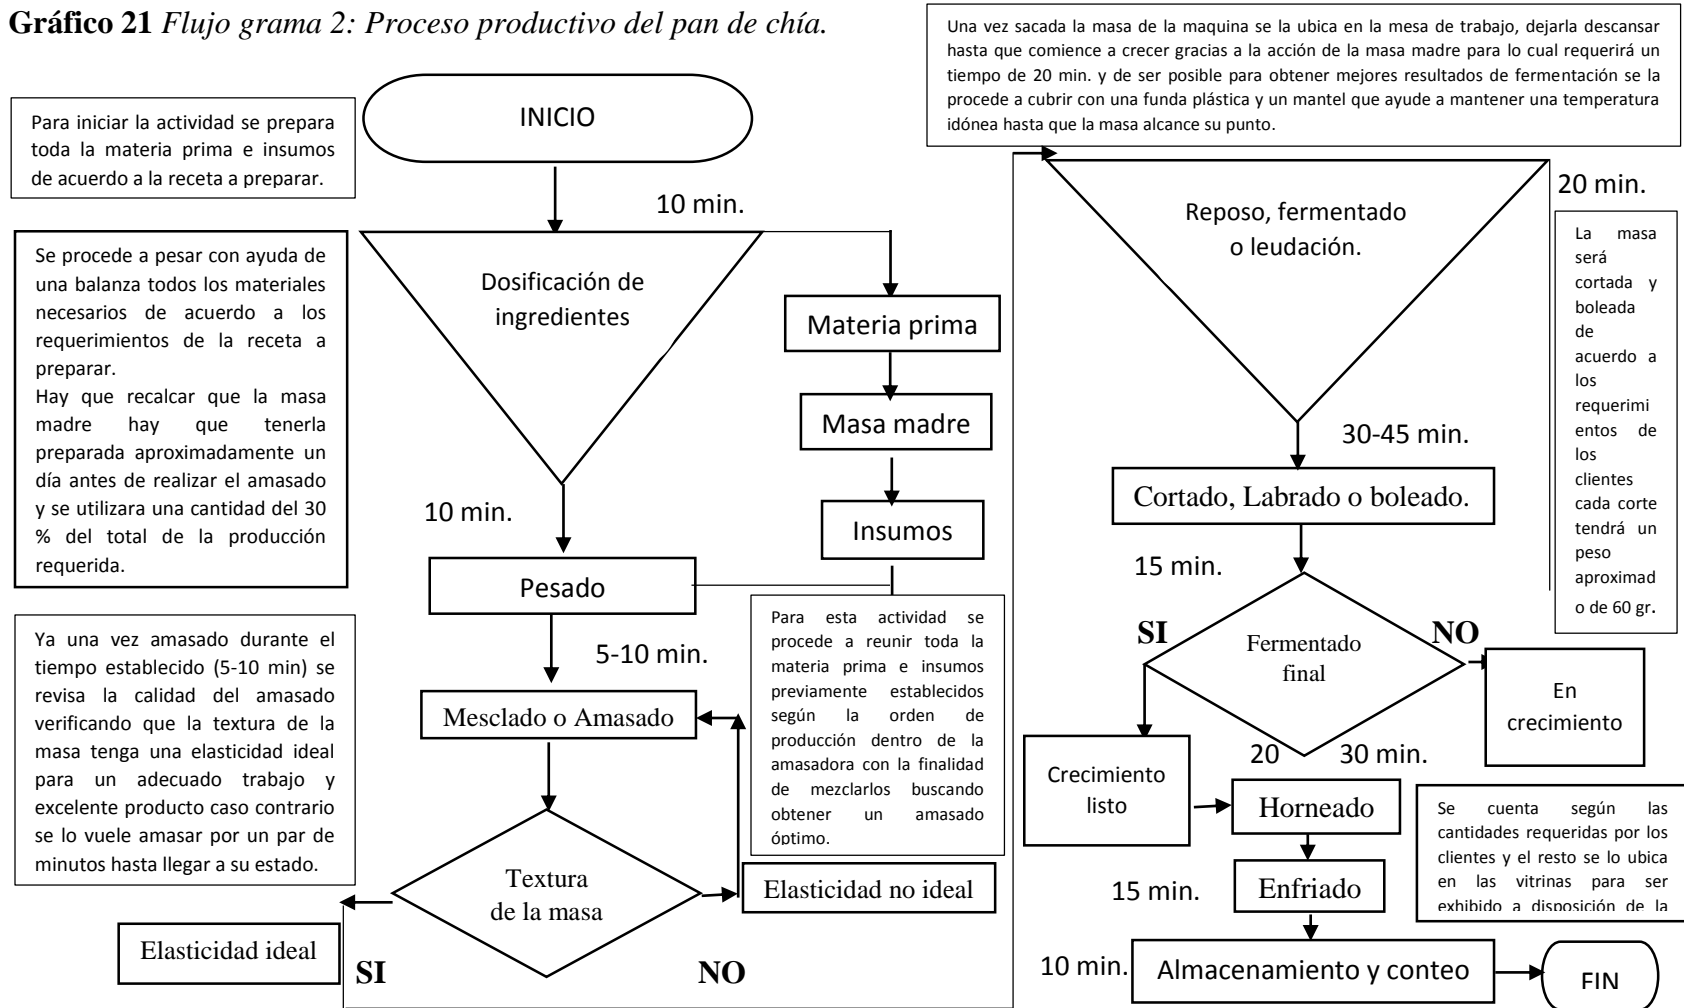 Gráfico 21 Flujo grama 2: Proceso productivo del pan de chía.
INICIO
Para iniciar la actividad se prepara
toda la materia prima e insumos
de acuerdo a la receta a preparar.
10 min.
Dosificación de
ingredientes
Se procede a pesar con ayuda de
una balanza todos los materiales
necesarios de acuerdo a los
requerimientos de la receta a
preparar.
Hay que recalcar que la masa
madre hay que tenerla
preparada aproximadamente un
día antes de realizar el amasado
y se utilizara una cantidad del 30
% del total de la producción
requerida.
Materia prima
Masa madre
Insumos
10 min.
Pesado
5-10 min.
Para esta actividad se
procede a reunir toda la
materia prima e insumos
previamente establecidos
según la orden de
producción dentro de la
amasadora con la finalidad
de mezclarlos buscando
obtener un amasado
óptimo.
Mesclado o Amasado
Ya una vez amasado durante el
tiempo establecido (5-10 min) se
revisa la calidad del amasado
verificando que la textura de la
masa tenga una elasticidad ideal
para un adecuado trabajo y
excelente producto caso contrario
se lo vuele amasar por un par de
minutos hasta llegar a su estado.
Textura
de la masa
Elasticidad no ideal
Elasticidad ideal
SI
NO
Una vez sacada la masa de la maquina se la ubica en la mesa de trabajo, dejarla descansar
hasta que comience a crecer gracias a la acción de la masa madre para lo cual requerirá un
tiempo de 20 min. y de ser posible para obtener mejores resultados de fermentación se la
procede a cubrir con una funda plástica y un mantel que ayude a mantener una temperatura
idónea hasta que la masa alcance su punto.
20 min.
Reposo, fermentado
o leudación.
La masa
será
cortada y
boleada
de
acuerdo a
los
requerimi
entos de
los
clientes
cada corte
tendrá un
peso
aproximad
o de 60 gr.
30-45 min.
Cortado, Labrado o boleado.
15 min.
SI
NO
Fermentado
final
En
crecimiento
Crecimiento
listo
20
30 min.
Horneado
Se cuenta según las
cantidades requeridas por los
clientes y el resto se lo ubica
en las vitrinas para ser
exhibido a disposición de la
15 min.
Enfriado
10 min.
Almacenamiento y conteo
FIN